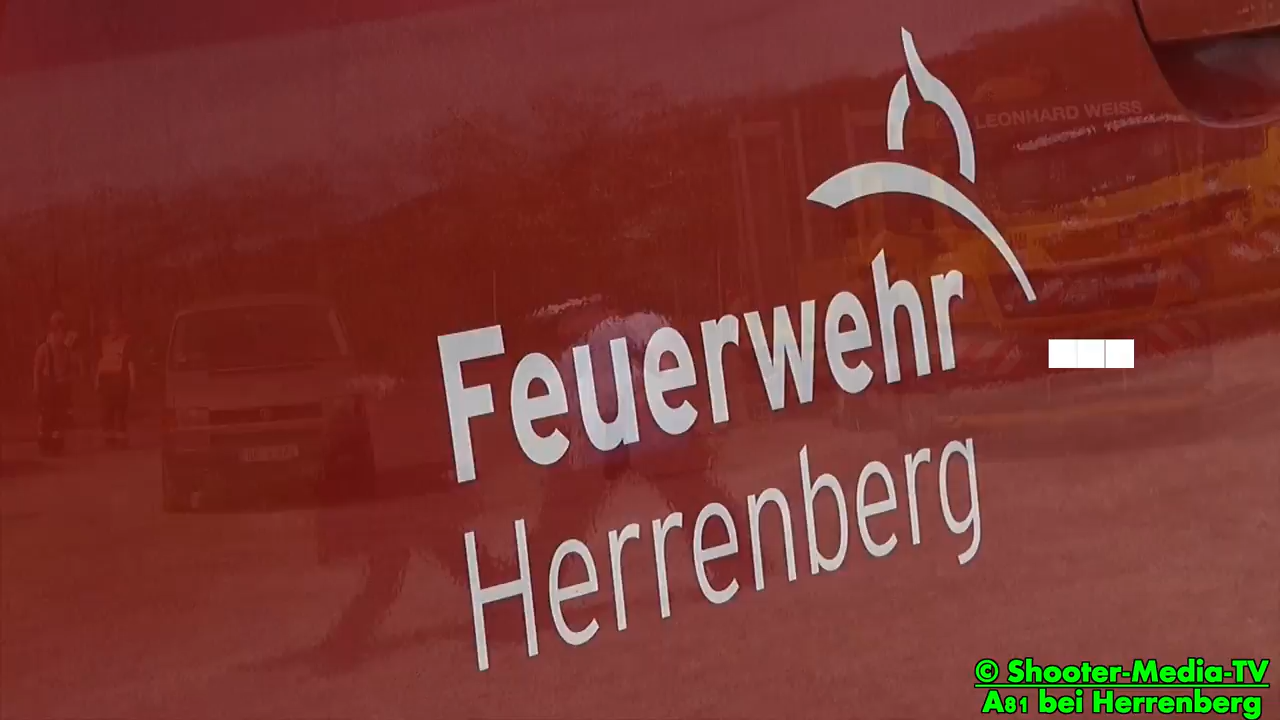 LEONHARD WEISS
Feuerwehr
Herrenberg
© Shooter-Media-TV
A81 bei Herrenberg